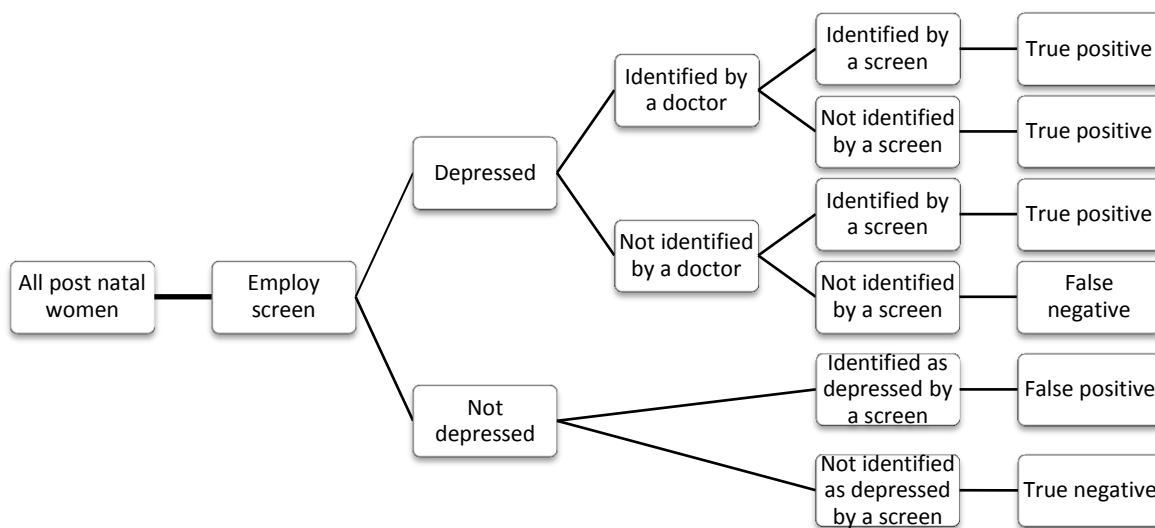 All post natal
women
Employ
screen
Depressed
Identified by
a doctor
Identified by
a screen
True positive
Not identified
by a screen
True positive
Not identified
by a doctor
Identified by
a screen
True positive
Not identified
by a screen
False
negative
Not
depressed
Identified as
depressed by
a screen
False positive
Not identified
as depressed
by a screen
True negative